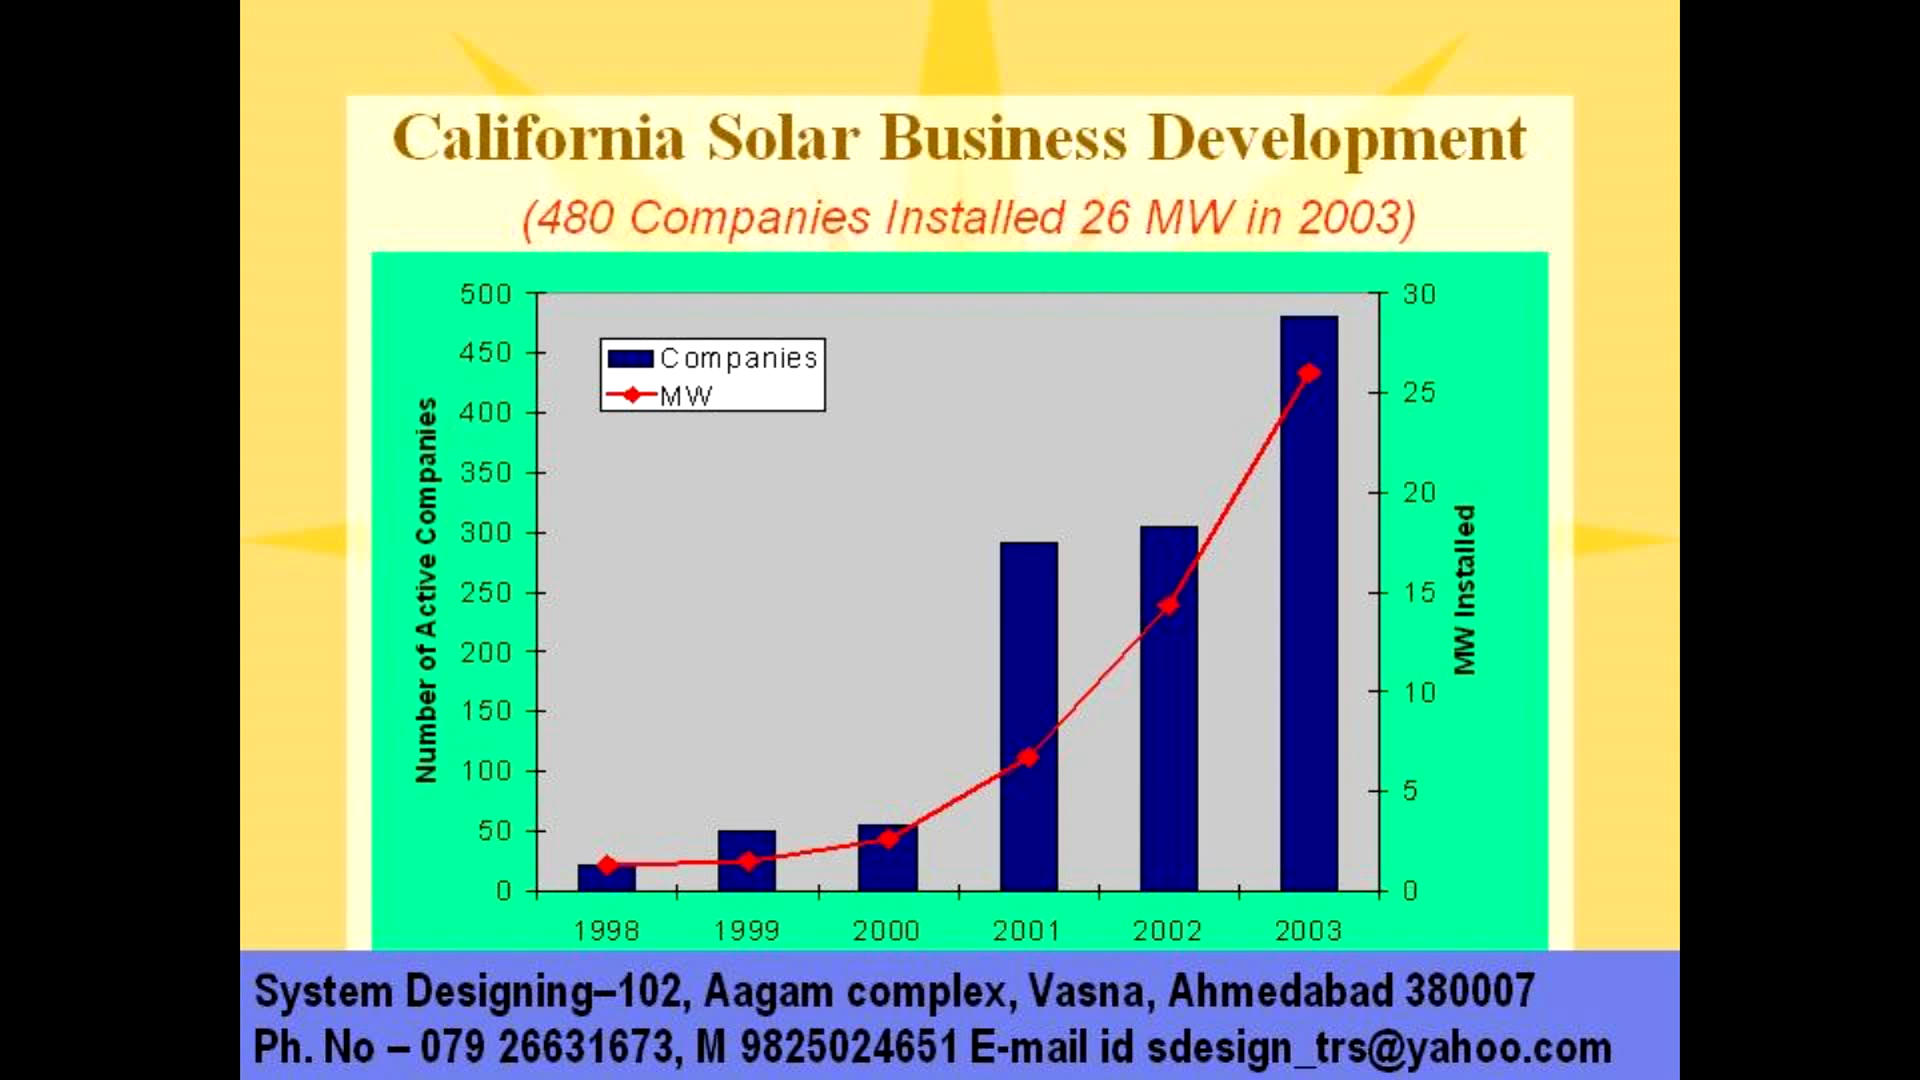 California Solar Business Development
(480 Companies Installed 26 MW in 2003)
500
450
400
350
300
250
200
150
100
50
0
Number of Active Companies
Companies
MW
30
25
20
15
10
5
0
MW Installed
1998 1999 2000 2001 2002 2003
System Designing–102, Aagam complex, Vasna, Ahmedabad 380007
Ph. No – 079 26631673, M 9825024651 E-mail id sdesign_trs@yahoo.com